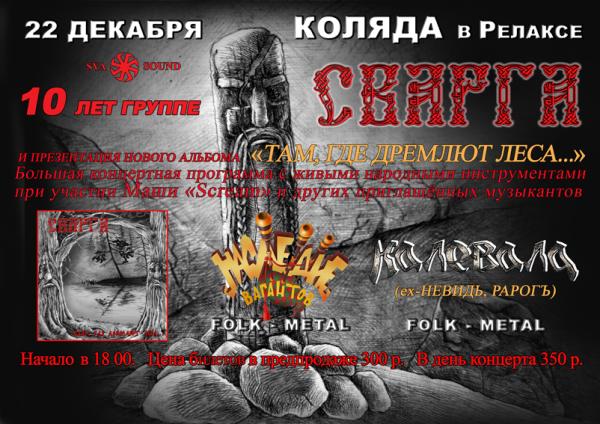 22 ДЕКАБРЯ
КОЛЯДА в РЕЛАКСЕ
SVA SOUND
10 ЛЕТ ГРУППЕ
СВАРГА
И ПРЕЗЕНТАЦИЯ НОВОГО АЛЬБОМА «ТАМ, ГДЕ ДРЕМЛЮТ ЛЕСА...»
Большая концертная программа с живыми народными инструментами
при участии Манги «Scream» и других приглашённых музыкантов
СВАРГА
НАСЛЕДИЕ
ВАГАНТОВ
FOLK - METAL
КАЛЕВАЛА
(ex-НЕВИДЬ, РАРОГЪ)
FOLK - METAL
Начало в 18 00. Цена билетов в предпродаже 300 р. В день концерта 350 р.